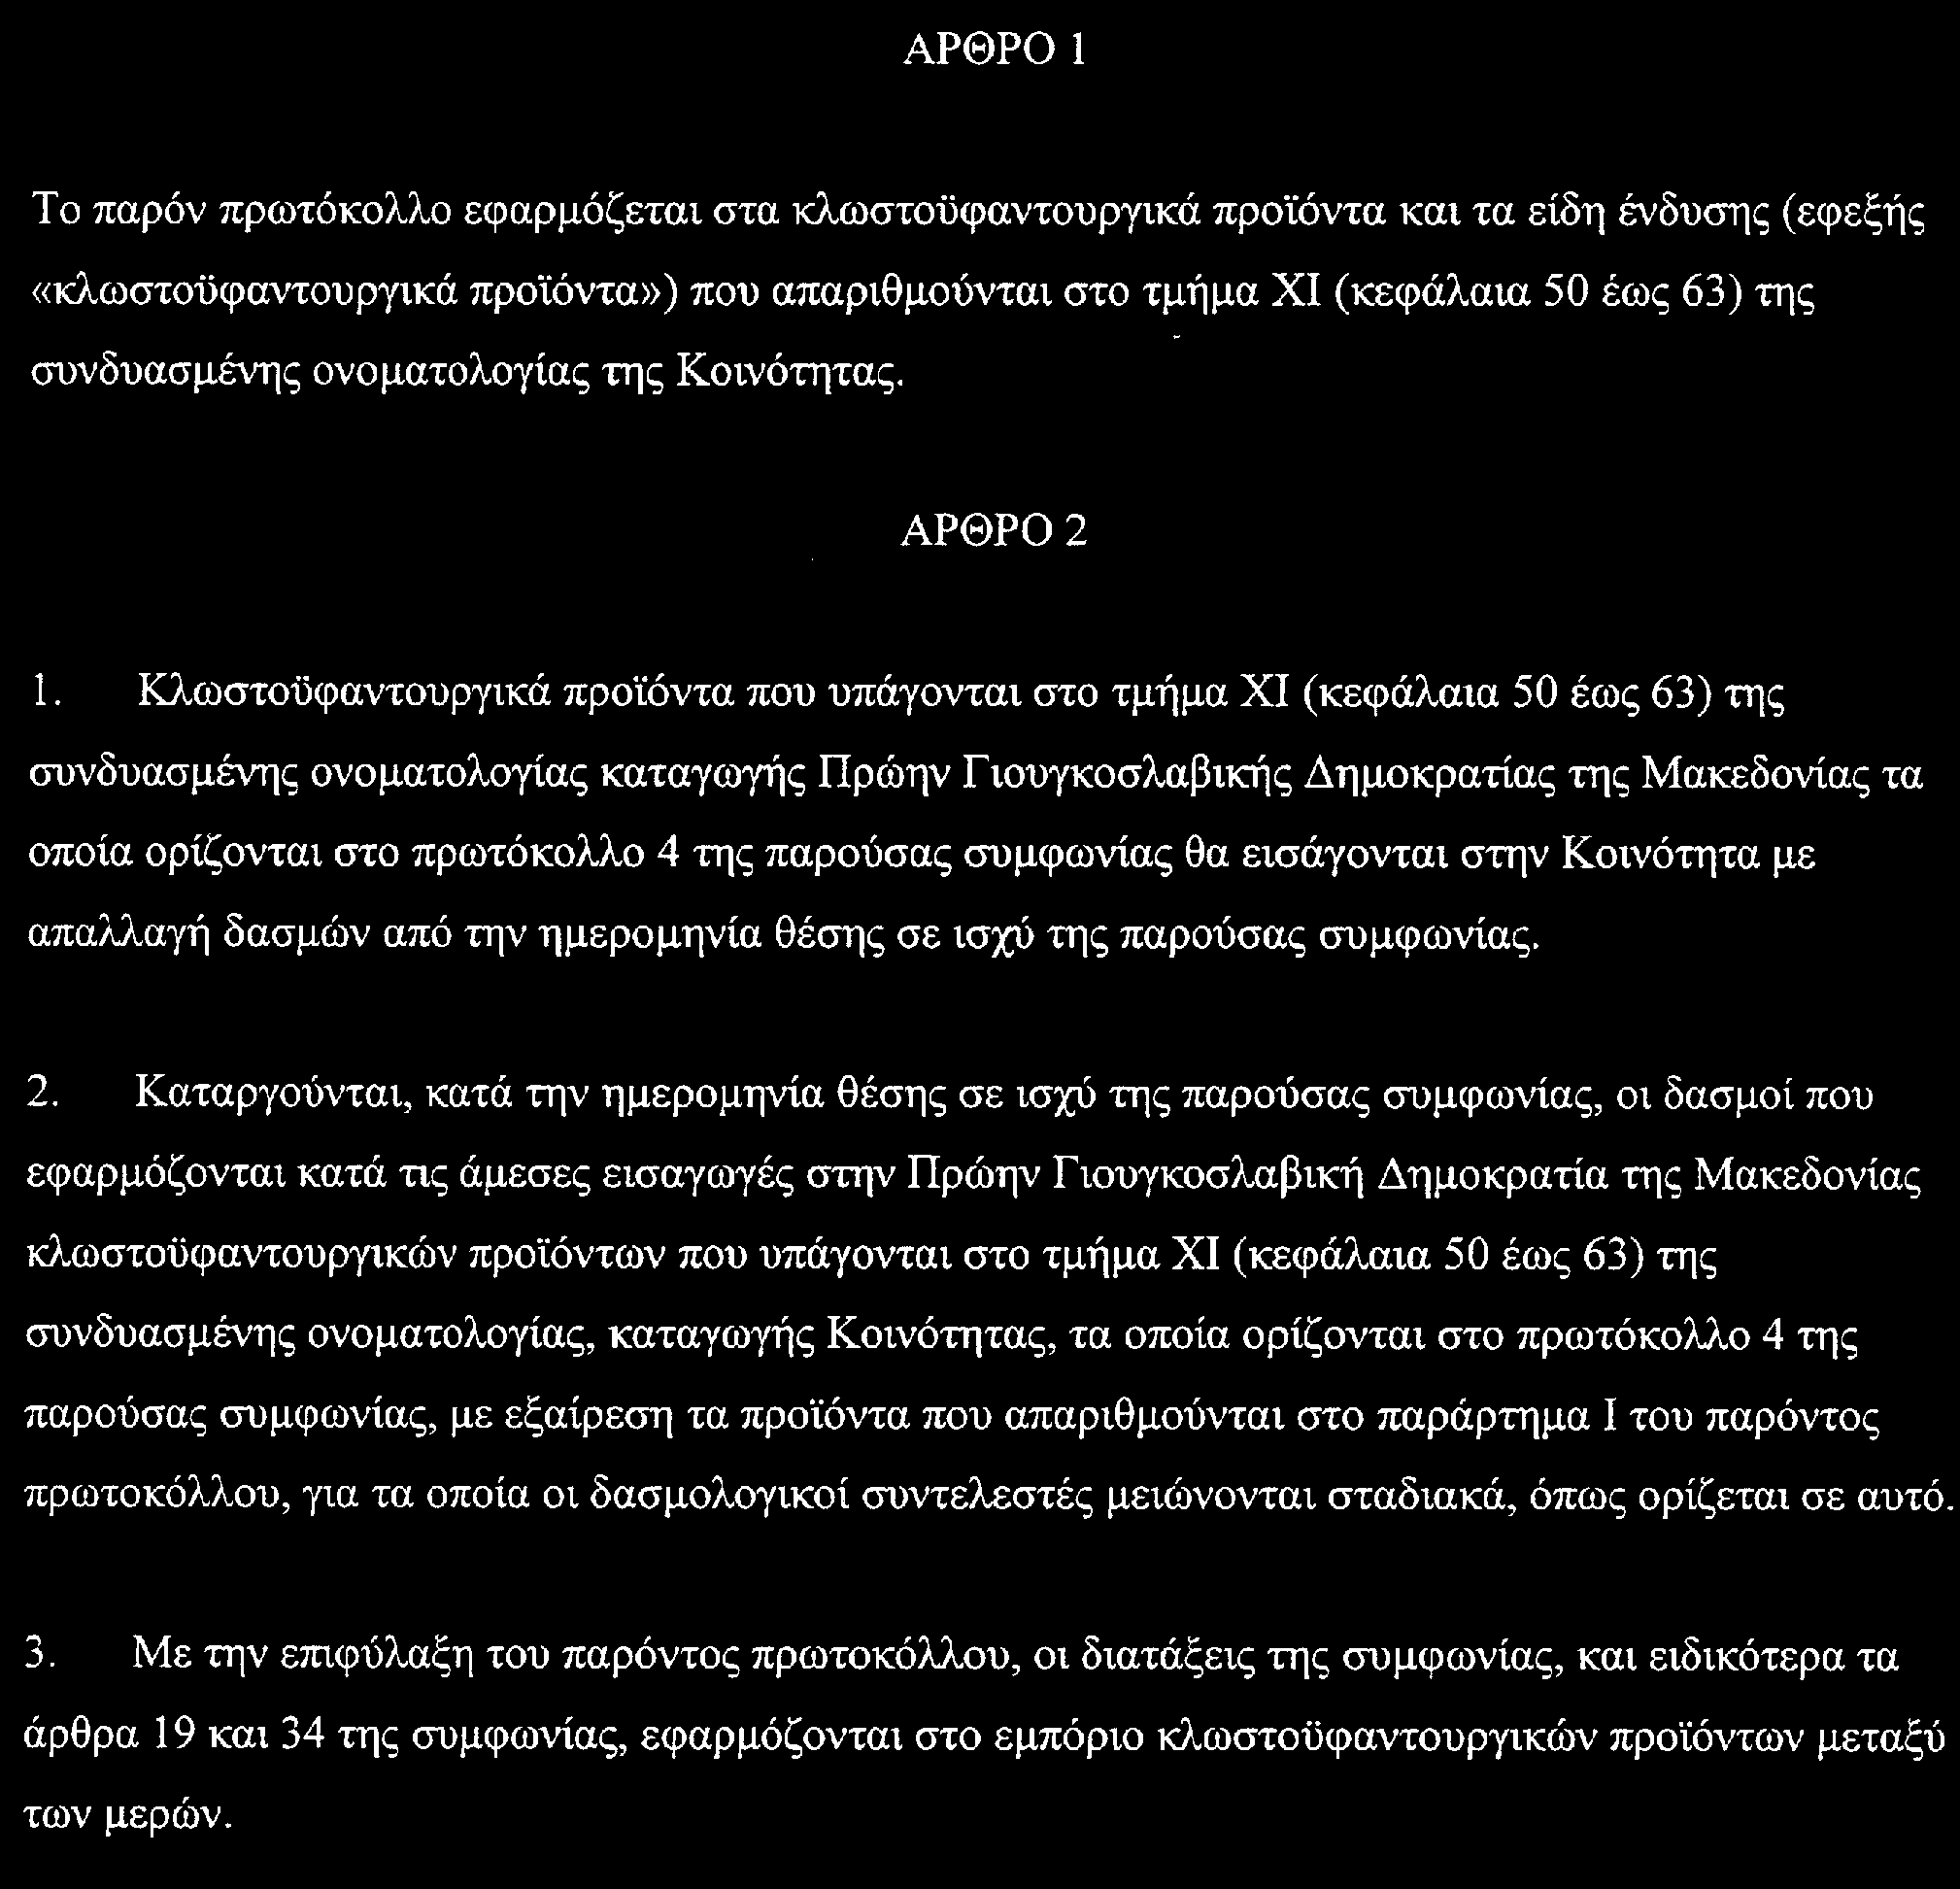 ΑΡΘΡΟ 1
Το παρόν πρωτόκολλο εφαρμόζεται στα κλωστοϋφαντουργικά προϊόντα και τα είδη ένδυσης (εφεξής
«κλωστοϋφαντουργικά προϊόντα») που απαριθμούνται στο τμήμα XI (κεφάλαια 50 έως 63) της
συνδυασμένης ονοματολογίας της Κοινότητας.
ΑΡΘΡΟ 2
1. Κλωστοϋφαντουργικά προϊόντα που υπάγονται στο τμήμα XI (κεφάλαια 50 έως 63) της
συνδυασμένης ονοματολογίας καταγωγής Πρώην Γιουγκοσλαβικής Δημοκρατίας της Μακεδονίας τα
οποία ορίζονται στο πρωτόκολλο 4 της παρούσας συμφωνίας θα εισάγονται στην Κοινότητα με
απαλλαγή δασμών από την ημερομηνία θέσης σε ισχύ της παρούσας συμφωνίας.
2. Καταργούνται, κατά την ημερομηνία θέσης σε ισχύ της παρούσας συμφωνίας, οι δασμοί που
εφαρμόζονται κατά τις άμεσες εισαγωγές στην Πρώην Γιουγκοσλαβική Δημοκρατία της Μακεδονίας
κλωστοϋφαντουργικών προϊόντων που υπάγονται στο τμήμα XI (κεφάλαια 50 έως 63) της
συνδυασμένης ονοματολογίας, καταγωγής Κοινότητας, τα οποία ορίζονται στο πρωτόκολλο 4 της
παρούσας συμφωνίας, με εξαίρεση τα προϊόντα που απαριθμούνται στο παράρτημα I του παρόντος
πρωτοκόλλου, για τα οποία οι δασμολογικοί συντελεστές μειώνονται σταδιακά, όπως ορίζεται σε αυτό.
3. Με την επιφύλαξη του παρόντος πρωτοκόλλου, οι διατάξεις της συμφωνίας, και ειδικότερα τα
άρθρα 19 και 34 της συμφωνίας, εφαρμόζονται στο εμπόριο κλωστοϋφαντουργικών προϊόντων μεταξύ
των μερών.